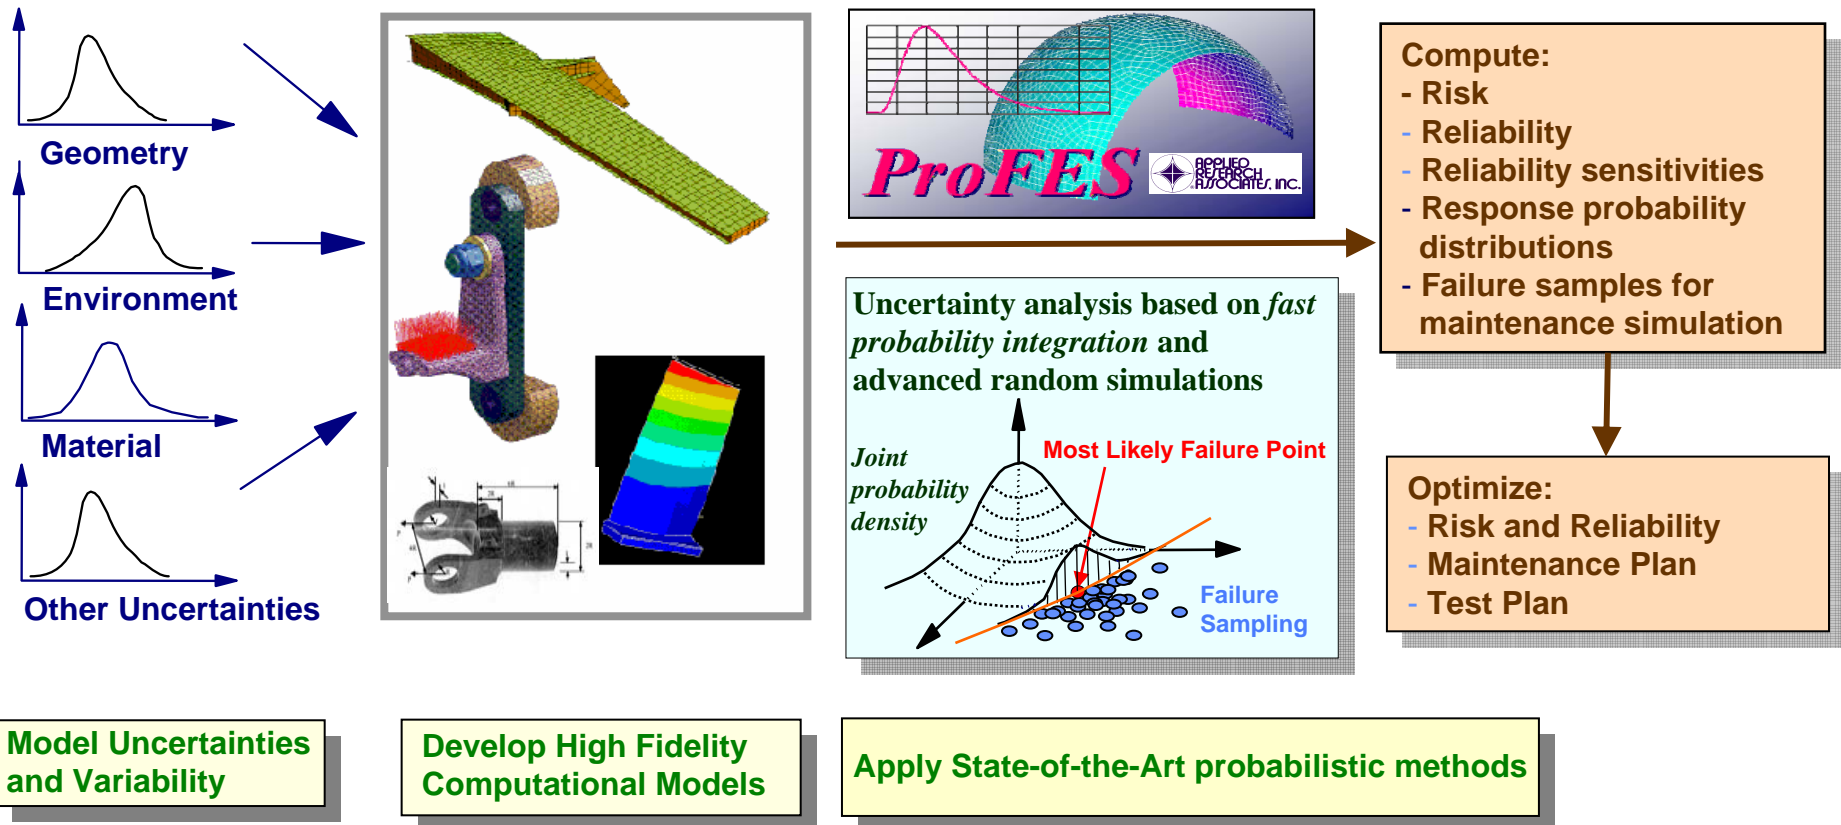 Geometry
Environment
Material
Other Uncertainties
ProFES
APPLIED
RESEARCH
ASSOCIATES, INC.
Uncertainty analysis based on fast
probability integration and
advanced random simulations
Joint
probability
density
Most Likely Failure Point
Failure
Sampling
Compute:
- Risk
- Reliability
- Reliability sensitivities
- Response probability
distributions
- Failure samples for
maintenance simulation
Optimize:
- Risk and Reliability
- Maintenance Plan
- Test Plan
Model Uncertainties
and Variability
Develop High Fidelity
Computational Models
Apply State-of-the-Art probabilistic methods